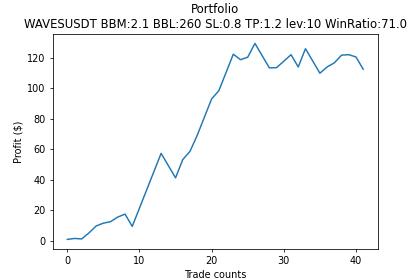 Portfolio
WAVESUSDT BBM:2.1 BBL:260 SL:0.8 TP:1.2 lev:10 WinRatio:71.0
120
100
80
60
40
20
0
Profit ($)
0 10 20 30 40
Trade counts